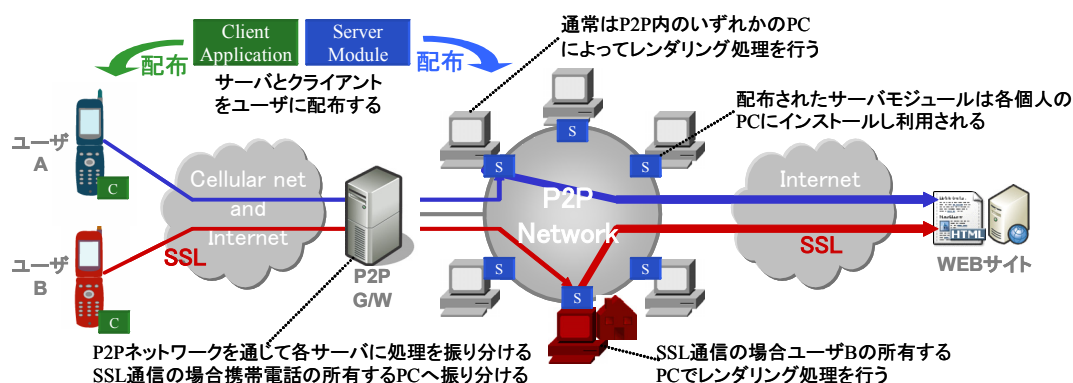 Client
Application
Server
Module
配布
配布
サーバとクライアント
をユーザに配布する
通常はP2P内のいずれかのPC
によってレンダリング処理を行う
配布されたサーバモジュールは各個人の
PCにインストールし利用される
ユーザ
A
C
Cellular net
and
Internet
SSL
ユーザ
B
C
P2P
G/W
S
S
S
S
S
S
P2P
Network
Internet
SSL
HTML
WEBサイト
P2Pネットワークを通して各サーバに処理を振り分ける
SSL通信の場合携帯電話の所有するPCへ振り分ける
SSL通信の場合ユーザBの所有する
PCでレンダリング処理を行う